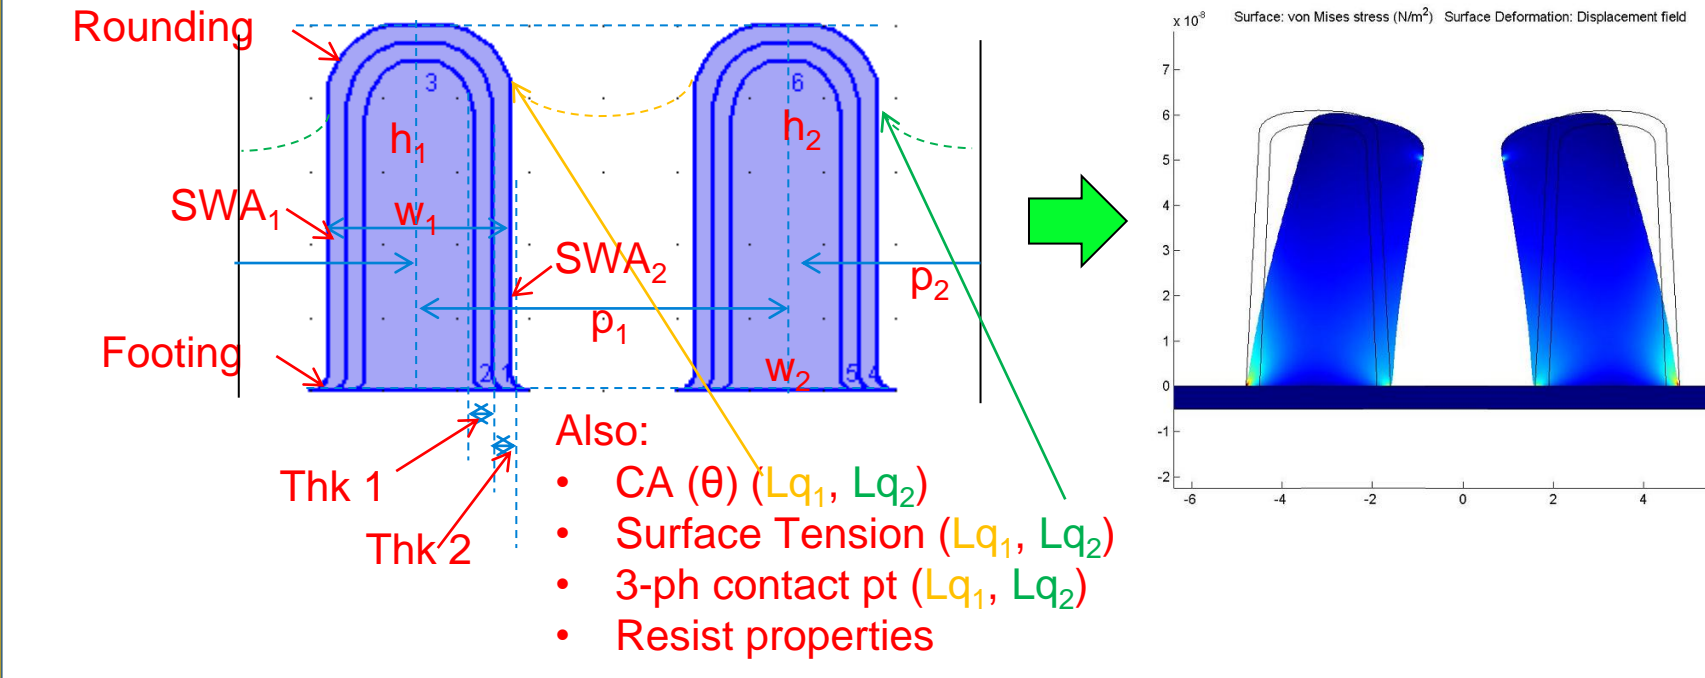 Rounding
3
6
h1
h2
SWA1
w1
SWA2
p2
p1
Footing
w2
2 1
5 4
Also:
Thk 1
• CA (θ) (Lq1, Lq2)
• Surface Tension (Lq1, Lq2)
Thk 2
• 3-ph contact pt (Lq1, Lq2)
• Resist properties
x 10-8
Surface: von Mises stress (N/m2) Surface Deformation: Displacement field
7
6
5
4
3
2
1
0
-1
-2
-6 -4 -2 0 2 4